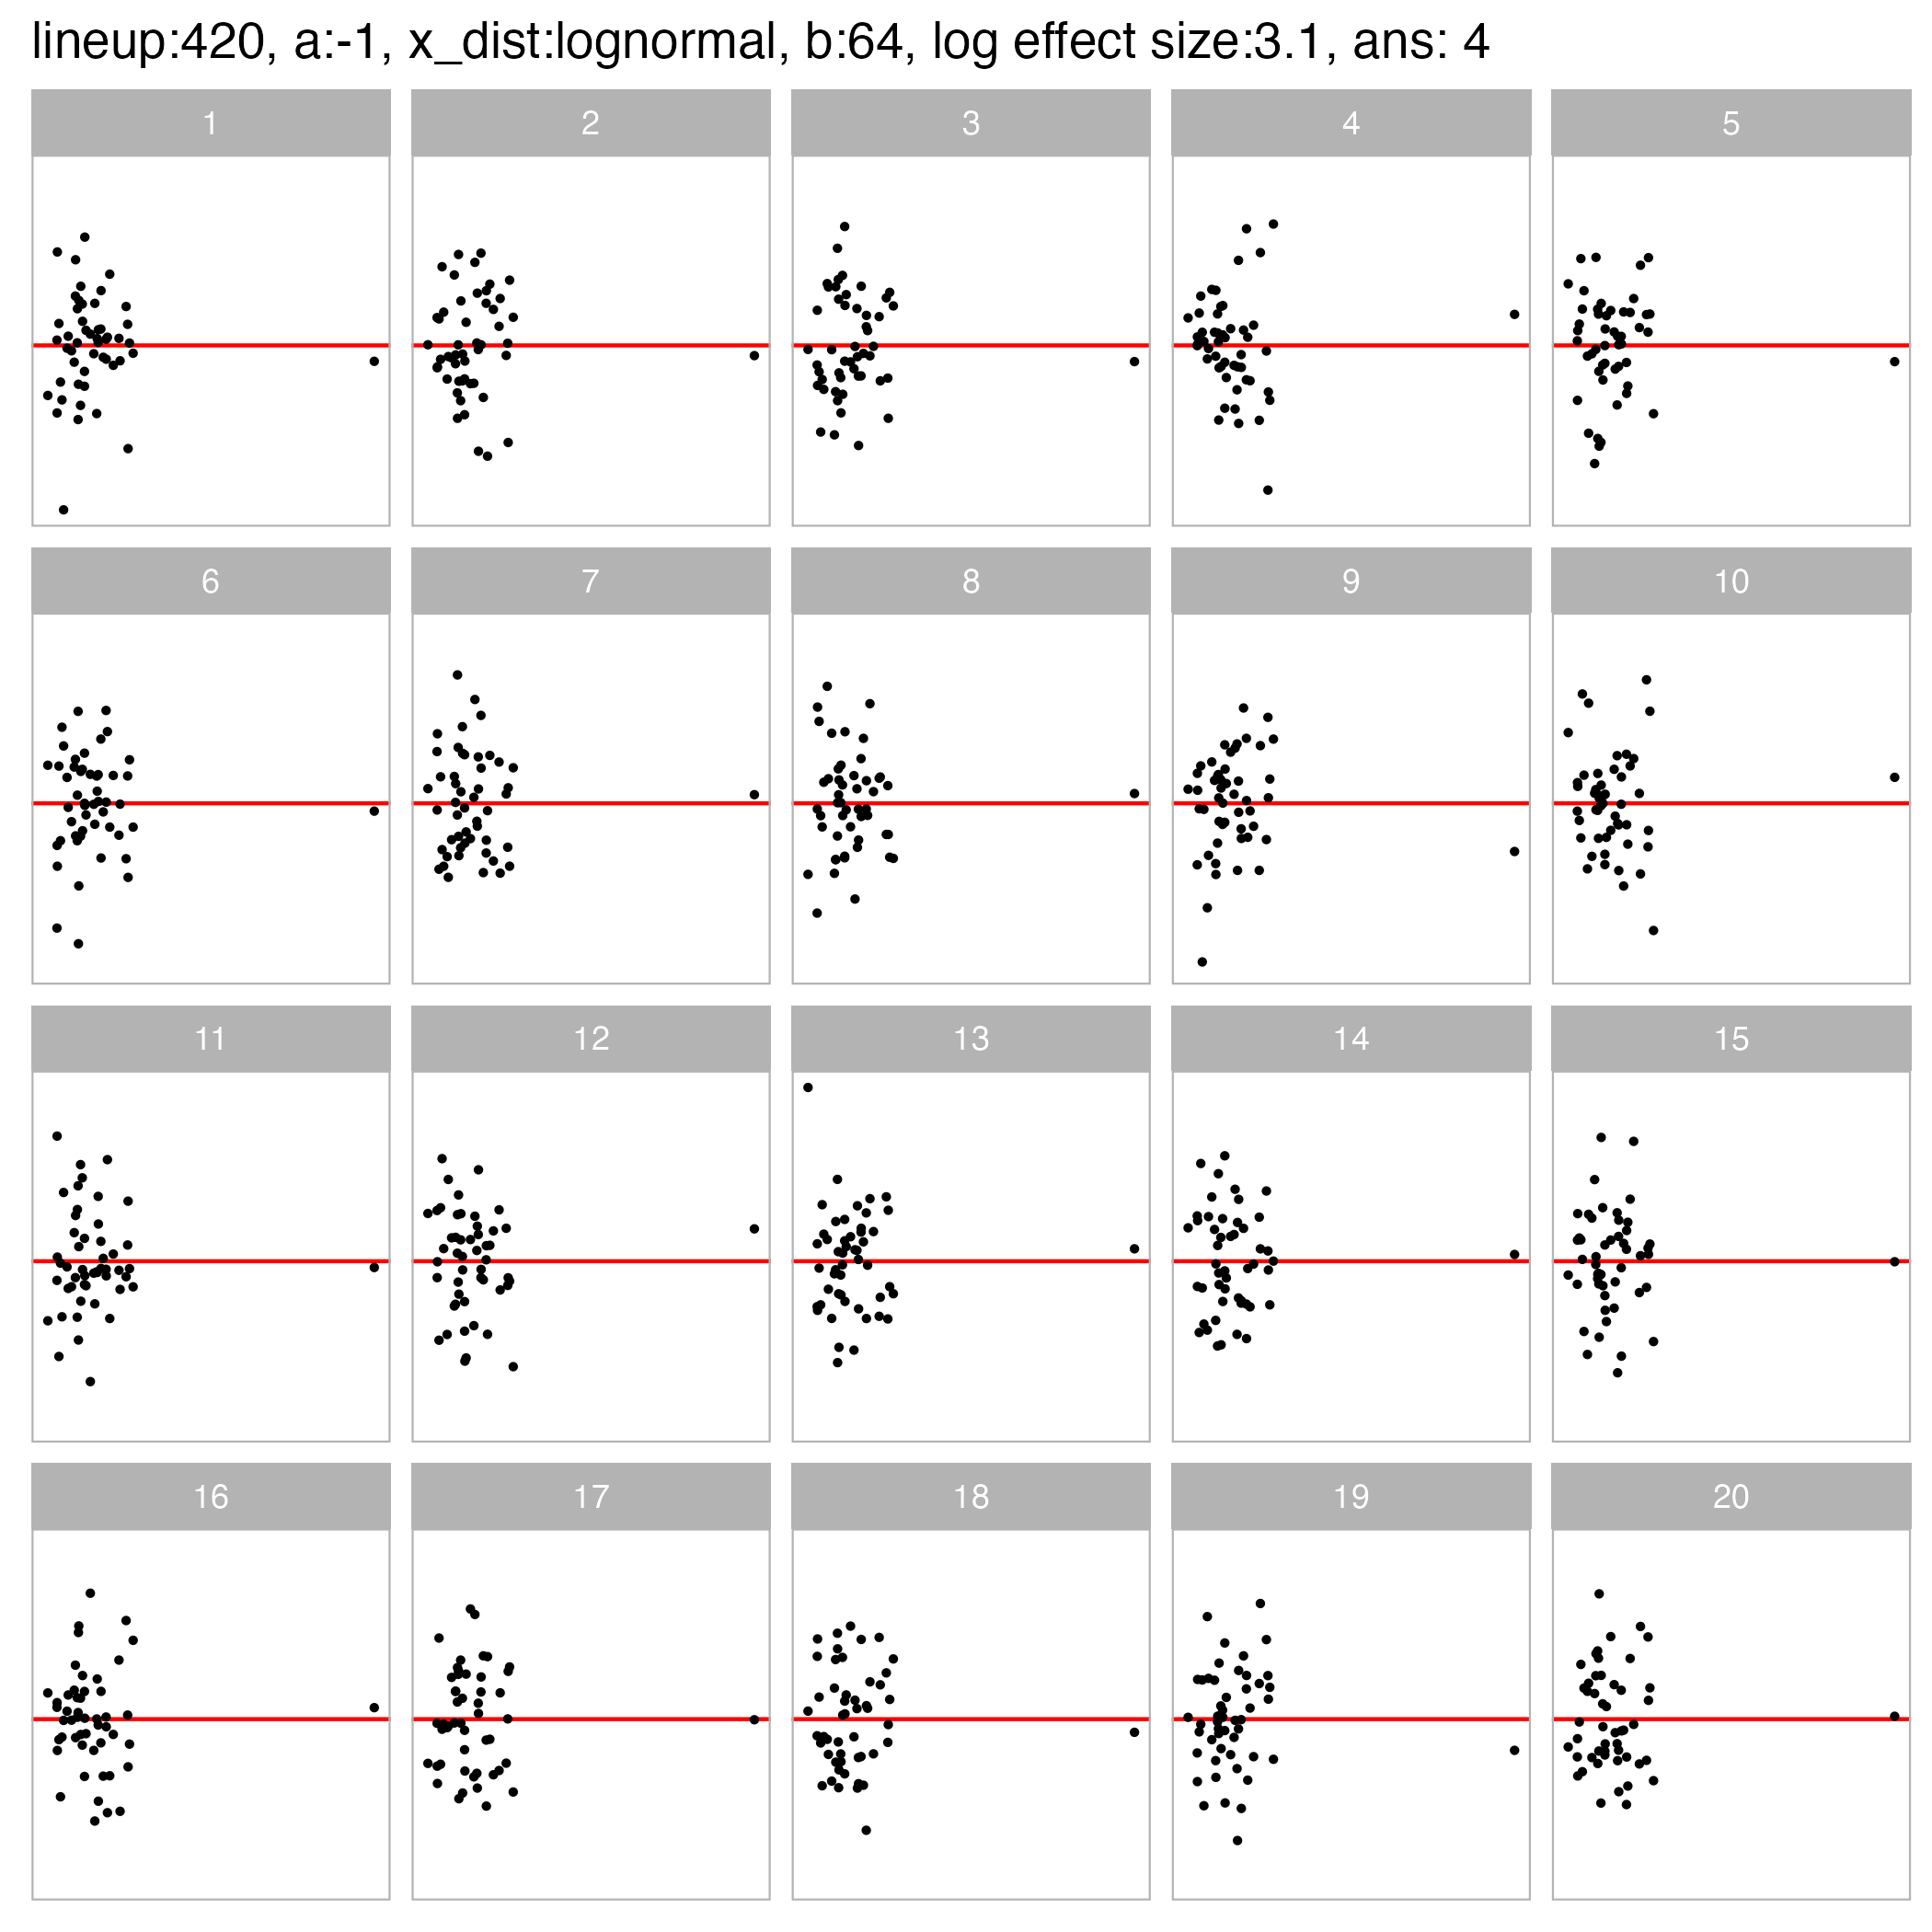 lineup:420, a:-1, x_dist:lognormal, b:64, log effect size:3.1, ans: 4
1 2 3 4 5
6 7 8 9 10
11 12 13 14 15
16 17 18 19 20